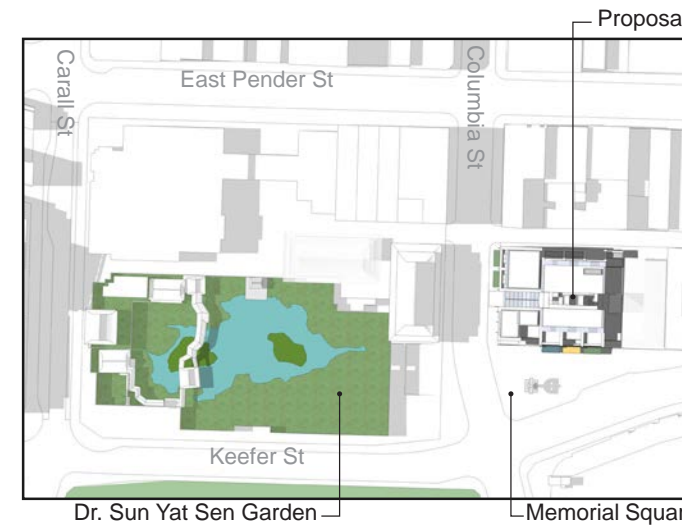 Proposa
Carall St
East Pender St
Columbia St
Keefer St
Dr. Sun Yat Sen Garden
Memorial Squar